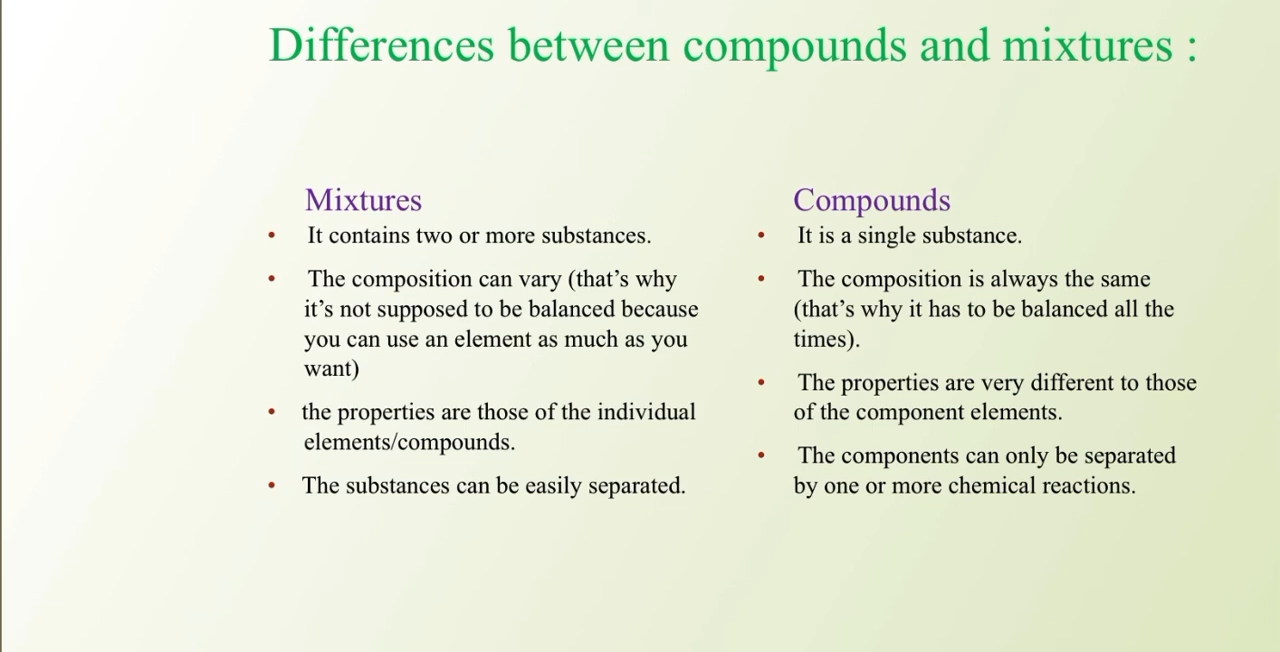 Differences between compounds and mixtures :
Mixtures
• It contains two or more substances.
• The composition can vary (that’s why
it’s not supposed to be balanced because
you can use an element as much as you
want)
• the properties are those of the individual
elements/compounds.
• The substances can be easily separated.
Compounds
• It is a single substance.
• The composition is always the same
(that’s why it has to be balanced all the
times).
• The properties are very different to those
of the component elements.
• The components can only be separated
by one or more chemical reactions.